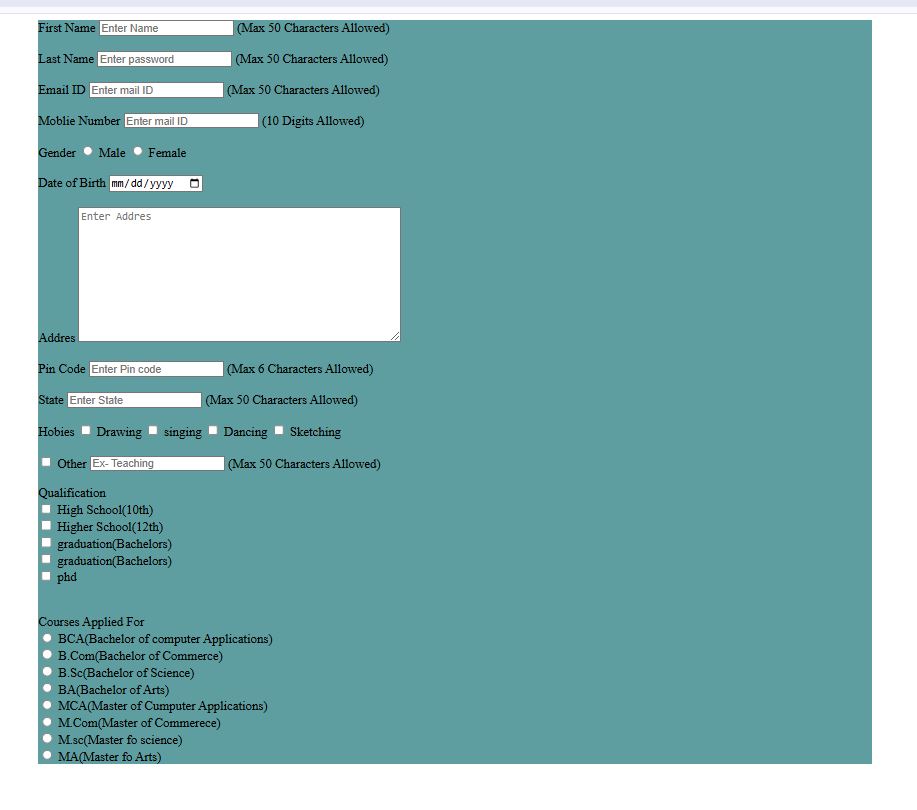 First Name Enter Name (Max 50 Characters Allowed)
Last Name Enter password (Max 50 Characters Allowed)
Email ID Enter mail ID (Max 50 Characters Allowed)
Moblie Number Enter mail ID (10 Digits Allowed)
Gender Male Female
Date of Birth mm/dd/yyyy
Enter Addres
Addres
Pin Code Enter Pin code (Max 6 Characters Allowed)
State Enter State (Max 50 Characters Allowed)
Hobies Drawing singing Dancing Sketching
Other Ex- Teaching (Max 50 Characters Allowed)
Qualification
High School(10th)
Higher School(12th)
graduation(Bachelors)
graduation(Bachelors)
phd
Courses Applied For
BCA(Bachelor of computer Applications)
B.Com(Bachelor of Commerce)
B.Sc(Bachelor of Science)
BA(Bachelor of Arts)
MCA(Master of Cumputer Applications)
M.Com(Master of Commerece)
M.sc(Master fo science)
MA(Master fo Arts)